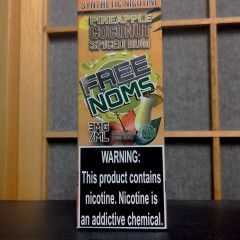 SYNTHETIC NICOTINE
PINEAPPLE
COCONUT
SPICED RUM
FREE
NOMS
3MG
/ML
WARNING:
This product contains
nicotine. Nicotine is
an addictive chemical.